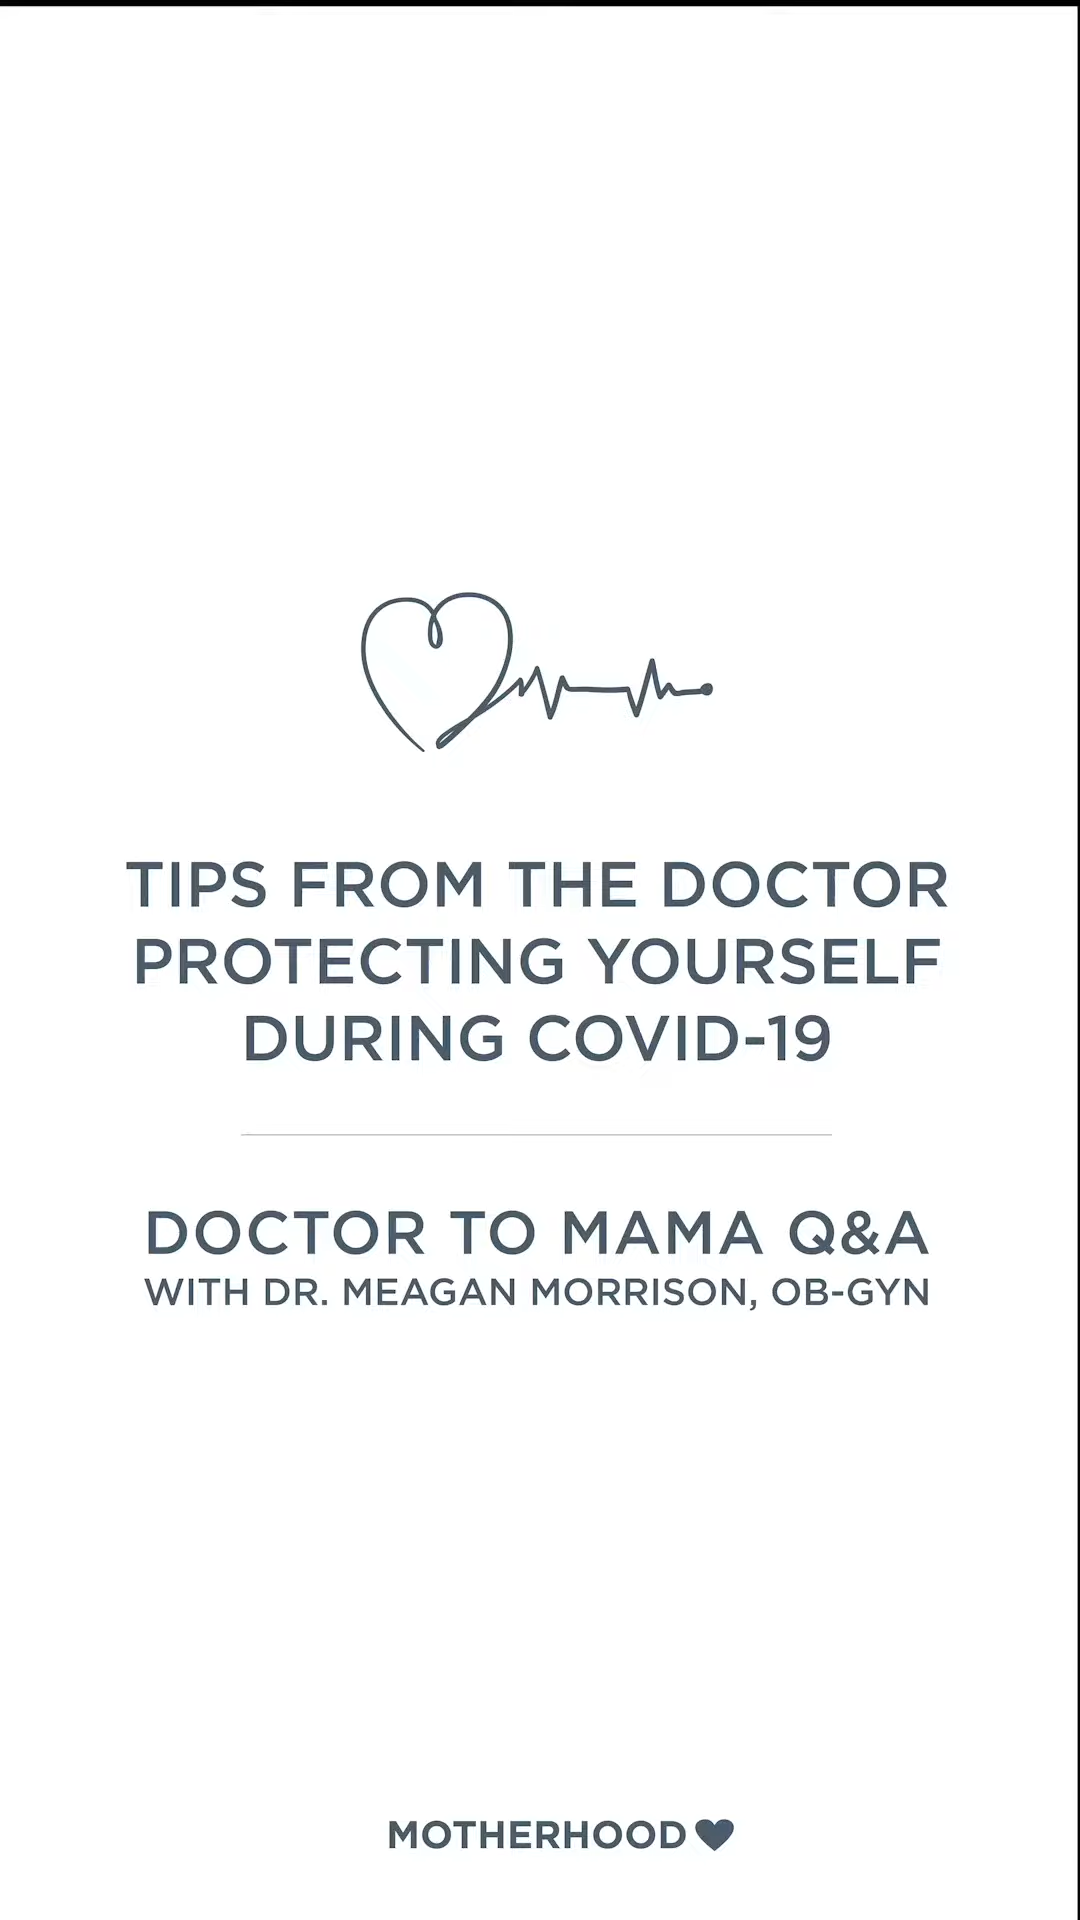 TIPS FROM THE DOCTOR
PROTECTING YOURSELF
DURING COVID-19
DOCTOR TO MAMA Q&A
WITH DR. MEAGAN MORRISON, OB-GYN
MOTHERHOOD